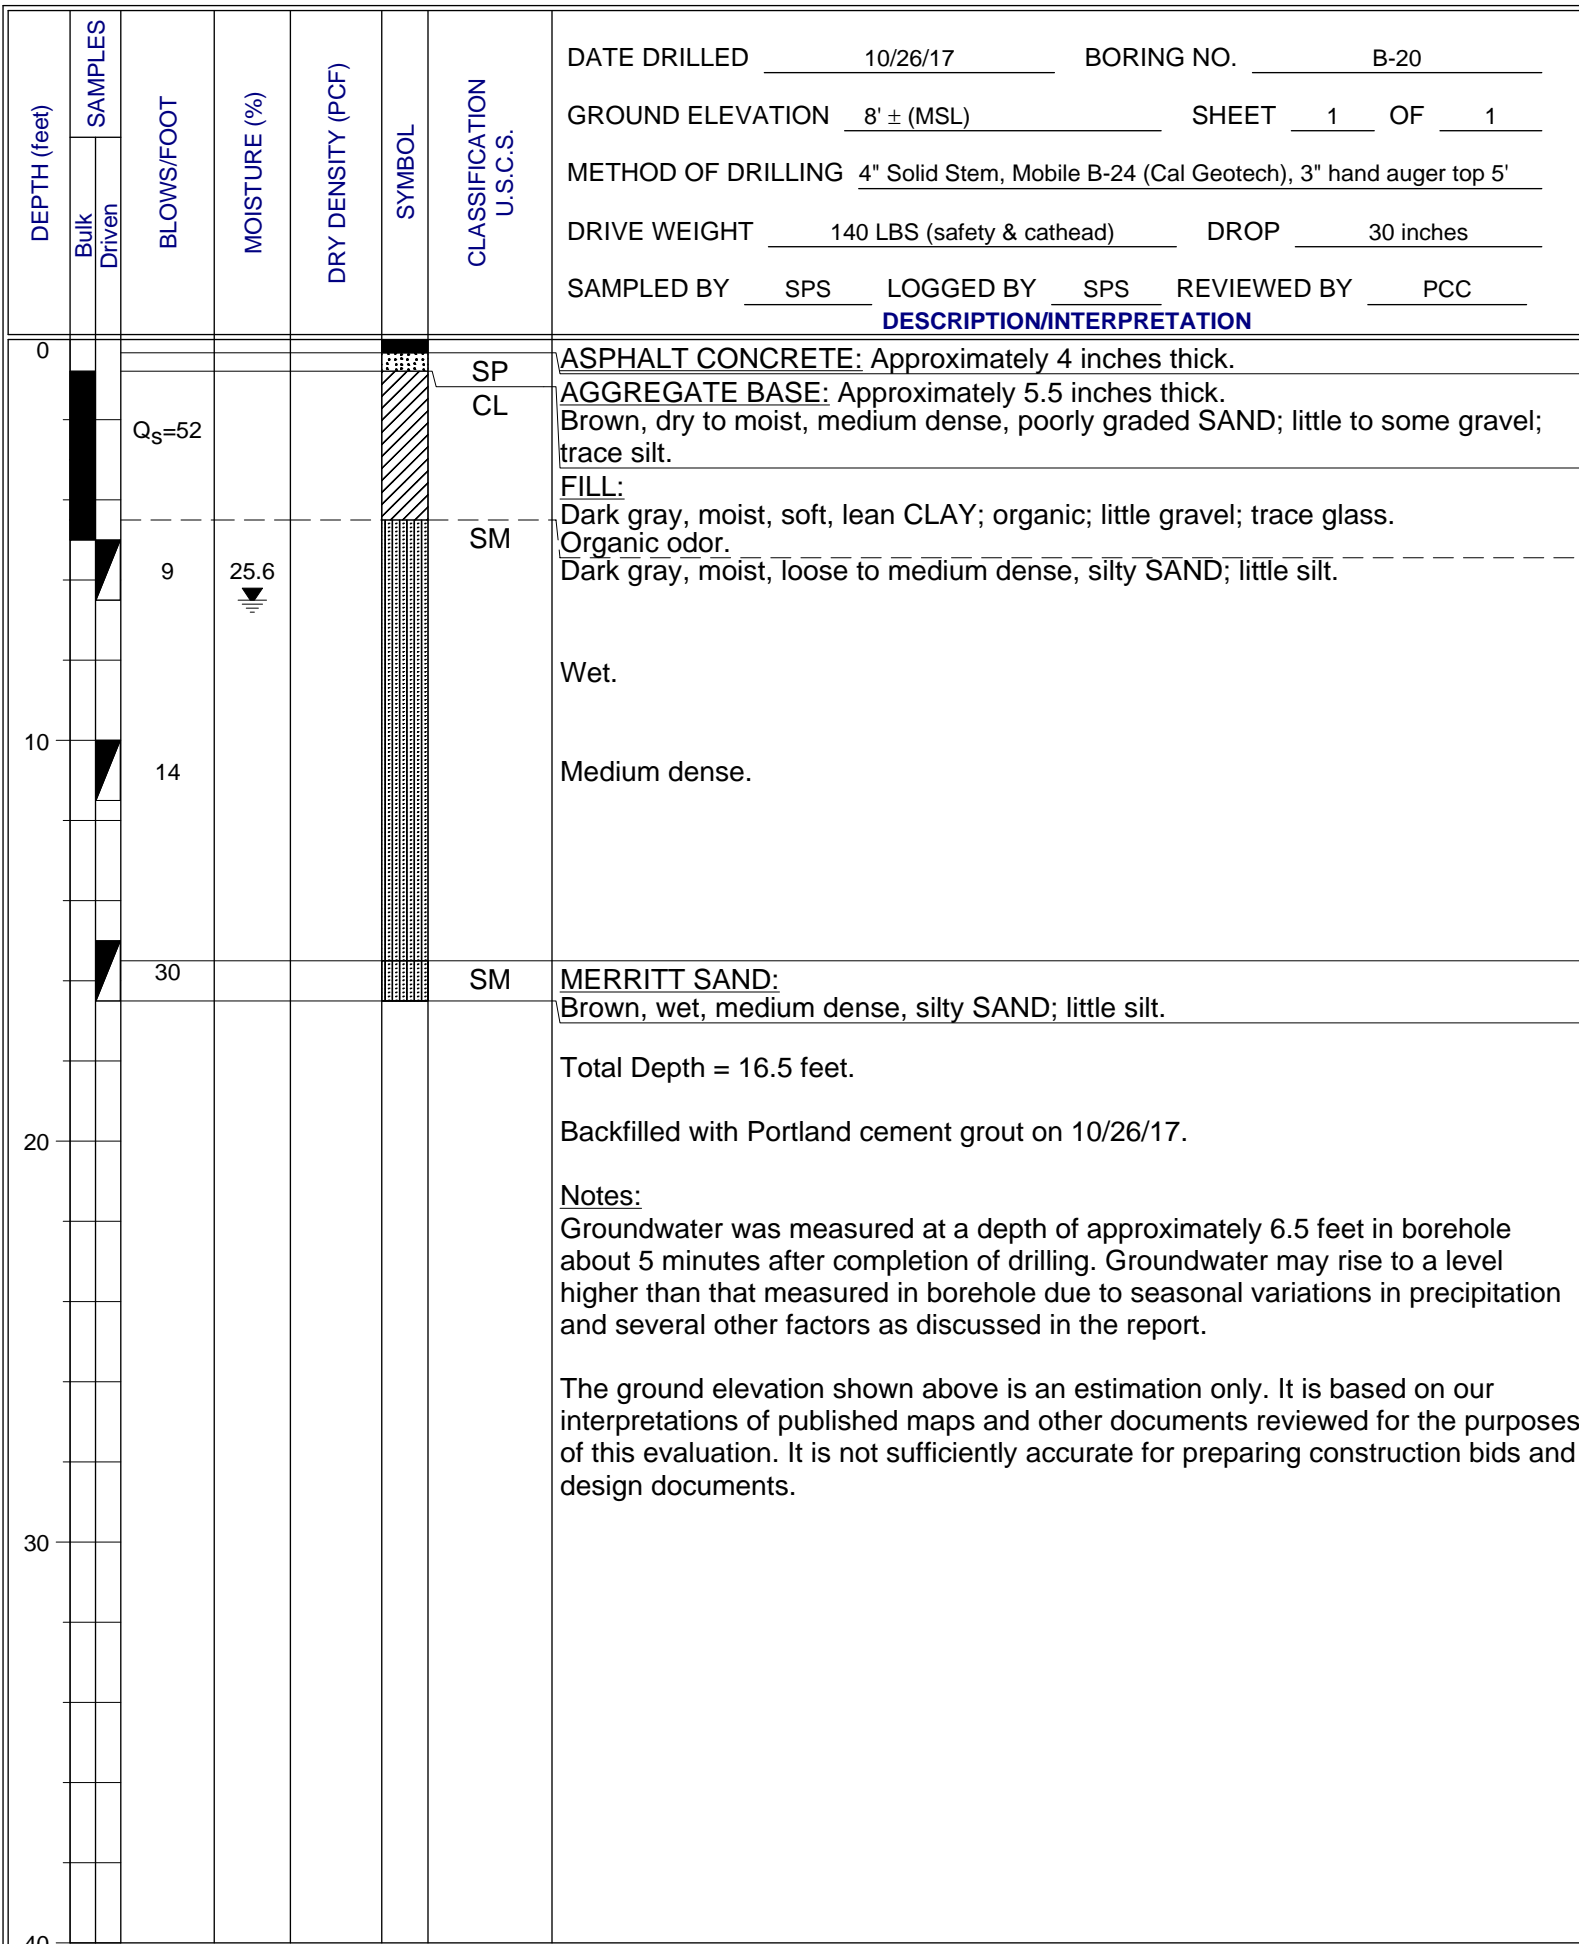 DEPTH (feet)
SAMPLES
Bulk
Driven
BLOWS/FOOT
MOISTURE (%)
DRY DENSITY (PCF)
SYMBOL
CLASSIFICATION
U.S.C.S.
DATE DRILLED 10/26/17 BORING NO. B-20
GROUND ELEVATION 8' ± (MSL) SHEET 1 OF 1
METHOD OF DRILLING 4" Solid Stem, Mobile B-24 (Cal Geotech), 3" hand auger top 5'
DRIVE WEIGHT 140 LBS (safety & cathead) DROP 30 inches
SAMPLED BY SPS LOGGED BY SPS REVIEWED BY PCC
DESCRIPTION/INTERPRETATION
0
ASPHALT CONCRETE: Approximately 4 inches thick.
SP
AGGREGATE BASE: Approximately 5.5 inches thick.
CL
Brown, dry to moist, medium dense, poorly graded SAND; little to some gravel;
Qs=52
trace silt.
FILL:
Dark gray, moist, soft, lean CLAY; organic; little gravel; trace glass.
SM
Organic odor.
9 25.6
Dark gray, moist, loose to medium dense, silty SAND; little silt.
Wet.
10
14
Medium dense.
30
SM
MERRITT SAND:
Brown, wet, medium dense, silty SAND; little silt.
Total Depth = 16.5 feet.
20
Backfilled with Portland cement grout on 10/26/17.
Notes:
Groundwater was measured at a depth of approximately 6.5 feet in borehole
about 5 minutes after completion of drilling. Groundwater may rise to a level
higher than that measured in borehole due to seasonal variations in precipitation
and several other factors as discussed in the report.
The ground elevation shown above is an estimation only. It is based on our
interpretations of published maps and other documents reviewed for the purposes
of this evaluation. It is not sufficiently accurate for preparing construction bids and
design documents.
30
40